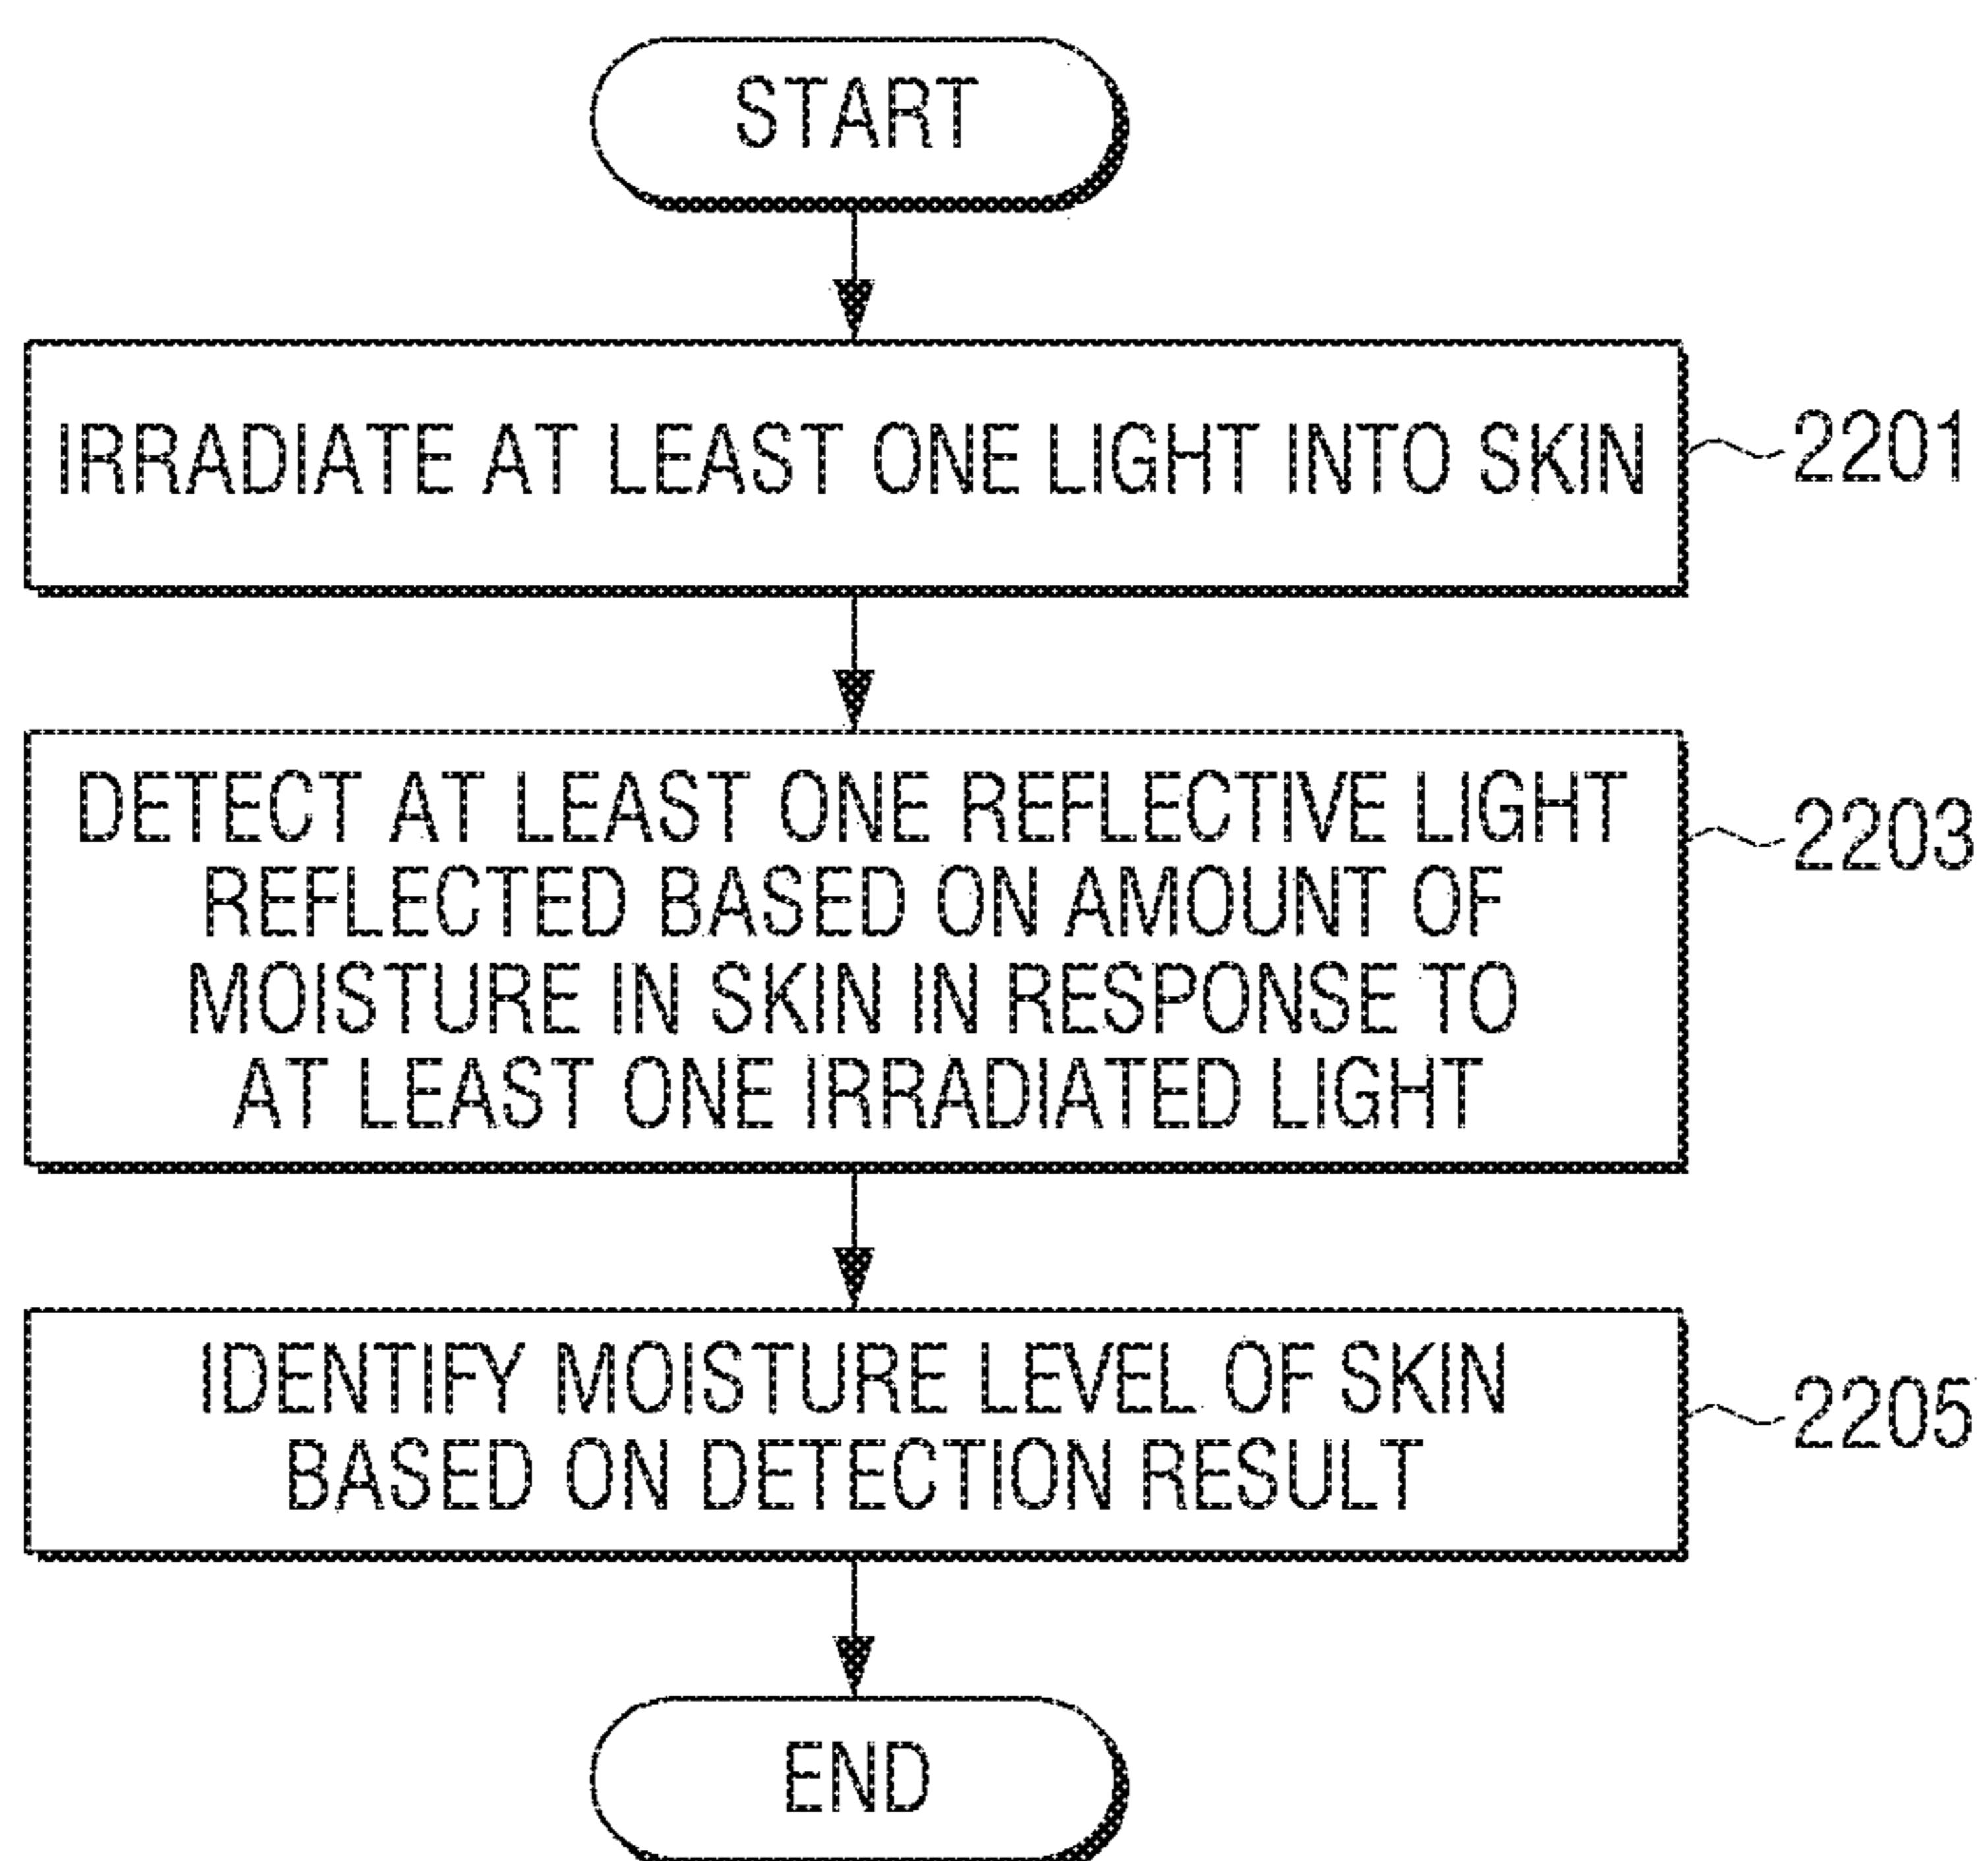 START
IRRADIATE AT LEAST ONE LIGHT INTO SKIN
2201
DETECT AT LEAST ONE REFLECTIVE LIGHT
REFLECTED BASED ON AMOUNT OF
MOISTURE IN SKIN IN RESPONSE TO
AT LEAST ONE IRRADIATED LIGHT
2203
IDENTIFY MOISTURE LEVEL OF SKIN
BASED ON DETECTION RESULT
2205
END